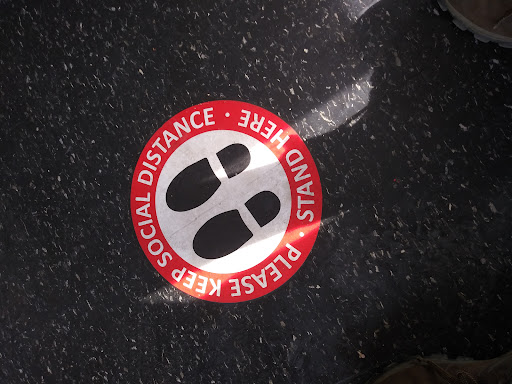 PLEASE KEEP SOCIAL DISTANCE · STAND HERE ·